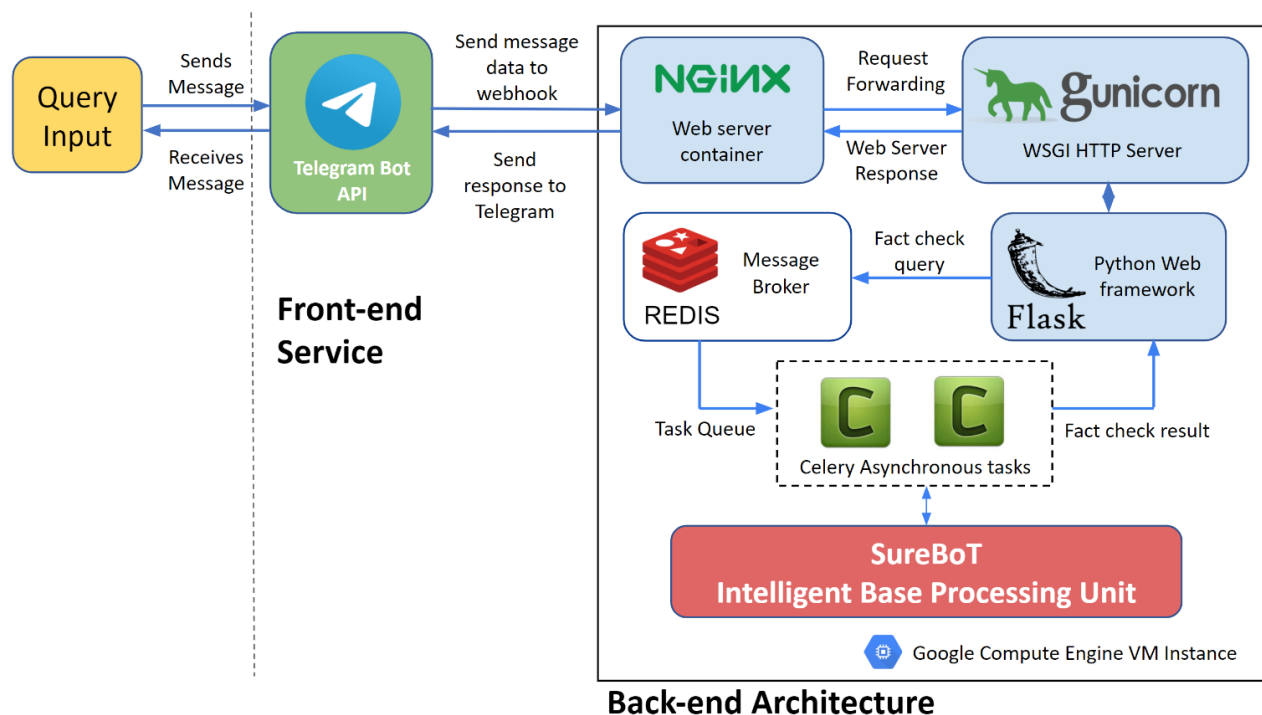 Query
Input
Sends
Message
Receives
Message
Telegram Bot
API
Send message
data to
webhook
Send
response to
Telegram
Front-end
Service
NGiNX
Web server
container
Request
Forwarding
Web Server
Response
gunicorn
WSGI HTTP Server
REDIS
Message
Broker
Fact check
query
Flask
Python Web
framework
Task Queue
C
C
Celery Asynchronous tasks
Fact check result
SureBoT
Intelligent Base Processing Unit
Google Compute Engine VM Instance
Back-end Architecture